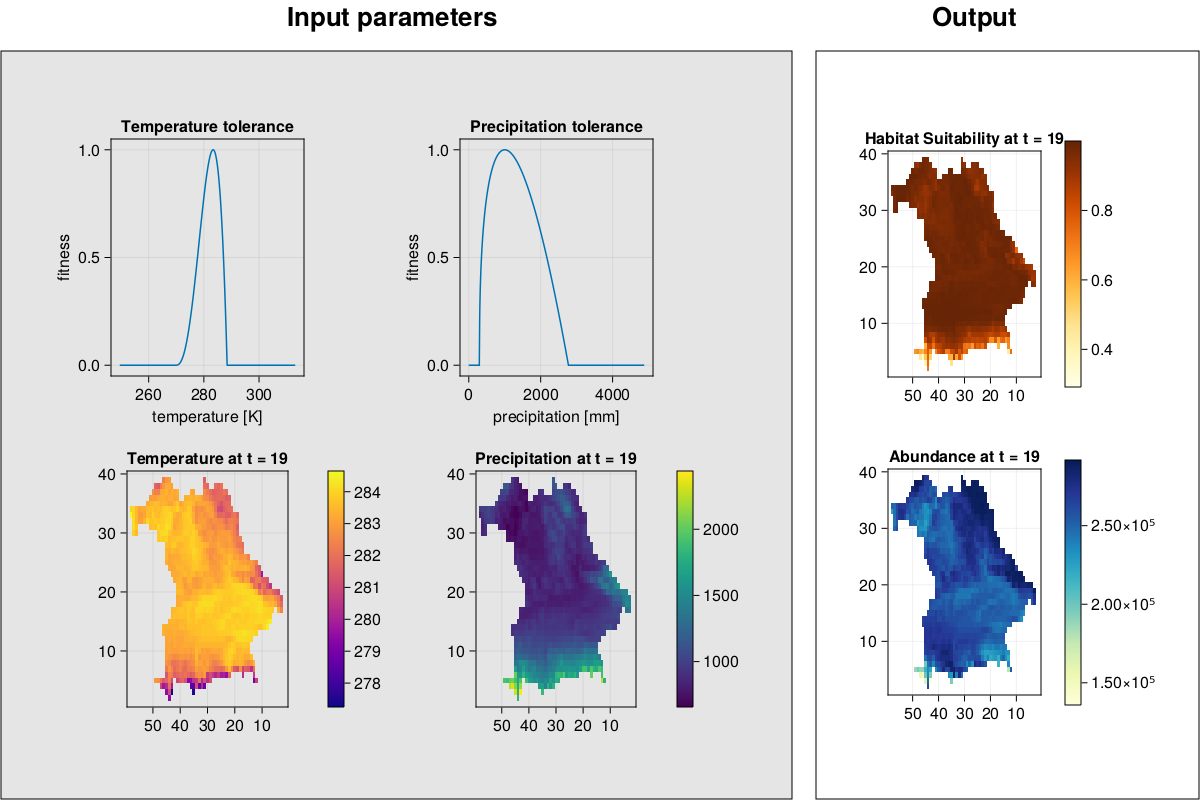 Input parameters
Output
Temperature tolerance
1.0
0.5
0.0
fitness
260 280 300
temperature [K]
Precipitation tolerance
1.0
0.5
0.0
fitness
0 2000 4000
precipitation [mm]
Habitat Suitability at t = 19
40
30
20
10
50 40 30 20 10
0.8
0.6
0.4
Temperature at t = 19
40
30
20
10
50 40 30 20 10
284
283
282
281
280
279
278
Precipitation at t = 19
40
30
20
10
50 40 30 20 10
2000
1500
1000
Abundance at t = 19
40
30
20
10
50 40 30 20 10
2.50×10⁵
2.00×10⁵
1.50×10⁵